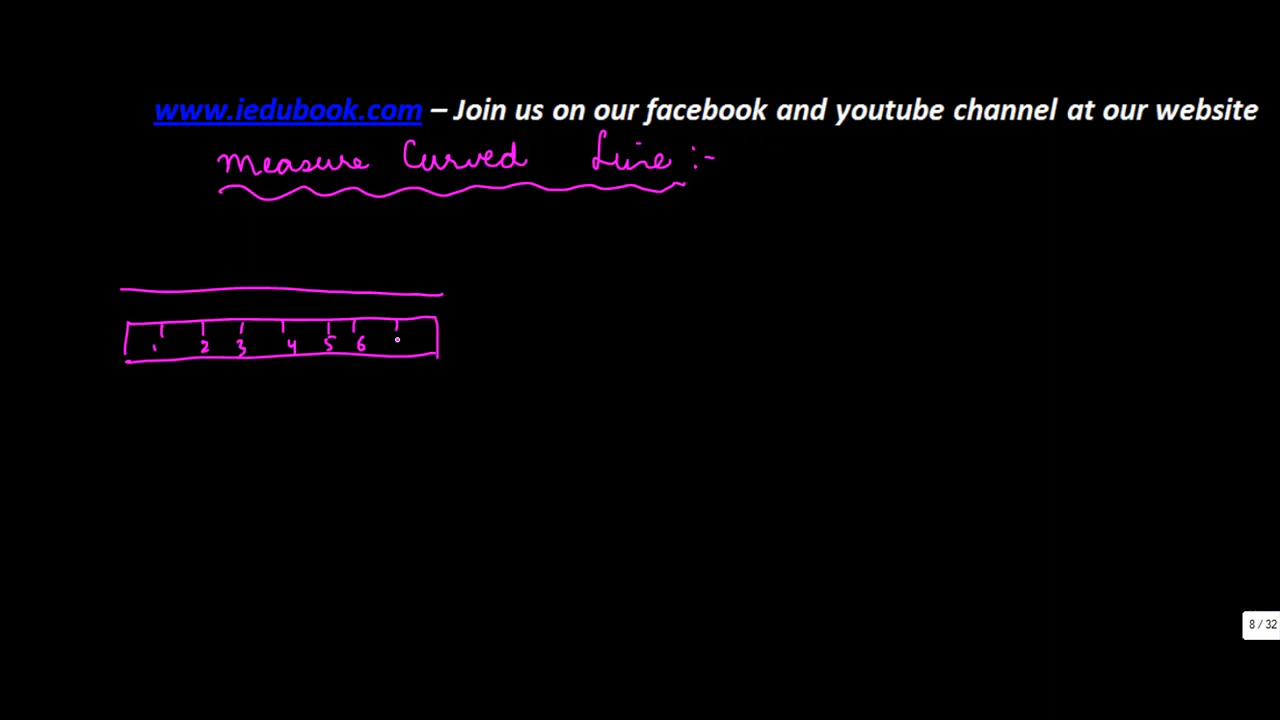 www.iedubook.com – Join us on our facebook and youtube channel at our website
Measure Curved Line :-
1 2 3 4 5 6
8 / 32